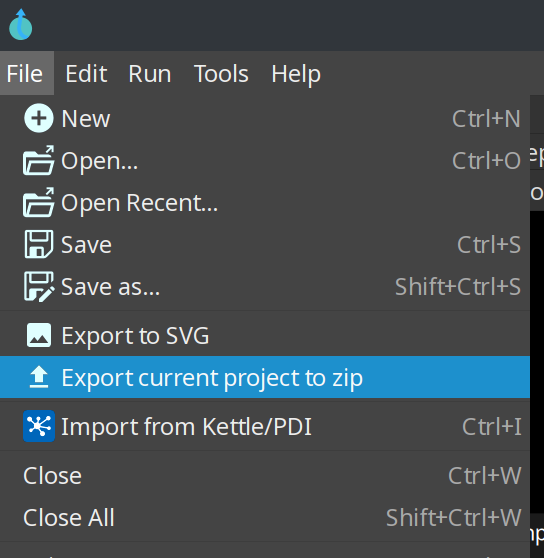 File Edit Run Tools Help
New Ctrl+N
Open... Ctrl+O
Open Recent...
Save Ctrl+S
Save as... Shift+Ctrl+S
Export to SVG
Export current project to zip
Import from Kettle/PDI Ctrl+I
Close Ctrl+W
Close All Shift+Ctrl+W